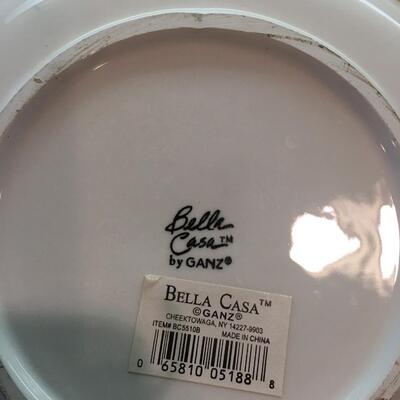 Bella
Casa™
by GANZ®
BELLA CASA™
©GANZ®
CHEEKTOWAGA, NY 14227-9903
ITEM# BC5510B MADE IN CHINA
0 65810 05188 8